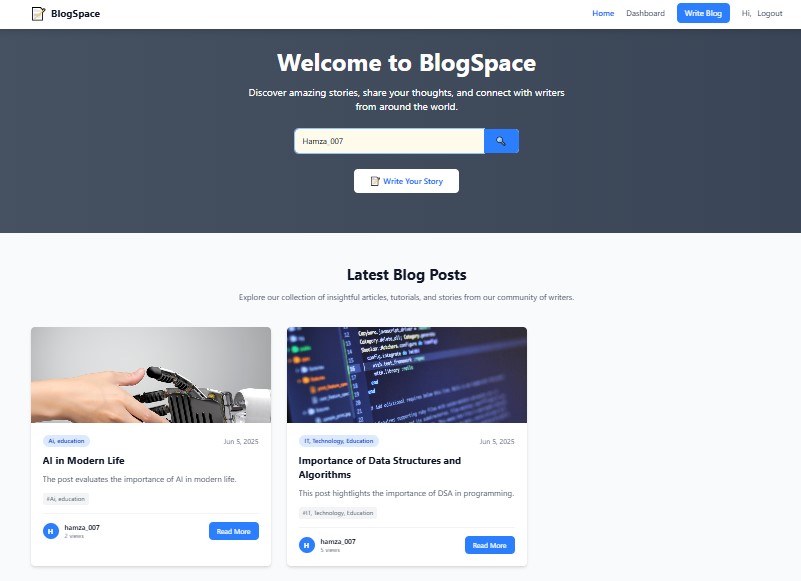 BlogSpace
Home Dashboard Write Blog Hi, Logout
Welcome to BlogSpace
Discover amazing stories, share your thoughts, and connect with writers
from around the world.
Hamza_007
Write Your Story
Latest Blog Posts
Explore our collection of insightful articles, tutorials, and stories from our community of writers.
Ai, education Jun 5, 2025
AI in Modern Life
The post evaluates the importance of AI in modern life.
#Ai, education
H hamza_007
2 views
Read More
IT, Technology, Education Jun 5, 2025
Importance of Data Structures and
Algorithms
This post hightlights the importance of DSA in programming.
#IT, Technology, Education
H hamza_007
5 views
Read More